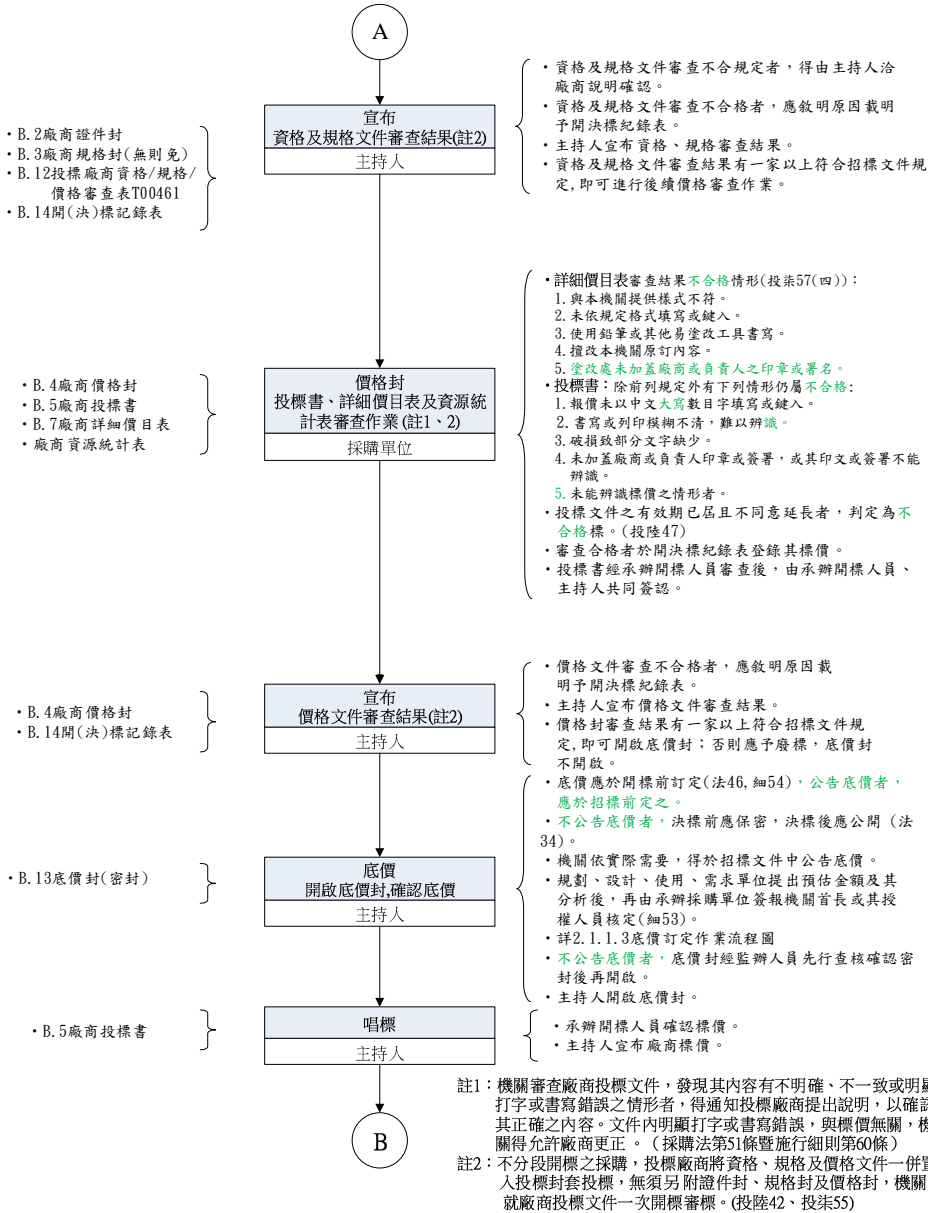 A
宣布
資格及規格文件審查結果(註2)
主持人
・B.2廠商證件封
・B.3廠商規格封(無則免)
・B.12投標廠商資格/規格/
價格審查表T00461
・B.14開(決)標記錄表
・資格及規格文件審查不合規定者，得由主持人洽
廠商說明確認。
・資格及規格文件審查不合格者，應敘明原因載明
予開決標紀錄表。
・主持人宣布資格、規格審查結果。
・資格及規格文件審查結果有一家以上符合招標文件規
定,即可進行後續價格審查作業。
價格封
投標書、詳細價目表及資源統
計表審查作業 (註1、2)
採購單位
・B.4廠商價格封
・B.5廠商投標書
・B.7廠商詳細價目表
・廠商資源統計表
・詳細價目表審查結果不合格情形(投柒57(四))：
1.與本機關提供樣式不符。
2.未依規定格式填寫或鍵入。
3.使用鉛筆或其他易塗改工具書寫。
4.擅改本機關原訂內容。
5.塗改處未加蓋廠商或負責人之印章或署名。
・投標書：除前列規定外有下列情形仍屬不合格:
1.報價未以中文大寫數目字填寫或鍵入。
2.書寫或列印模糊不清，難以辨識。
3.破損致部分文字缺少。
4.未加蓋廠商或負責人印章或簽署，或其印文或簽署不能
辨識。
5.未能辨識標價之情形者。
・投標文件之有效期已屆且不同意延長者，判定為不
合格標。(投陸47)
・審查合格者於開決標紀錄表登錄其標價。
・投標書經承辦開標人員審查後，由承辦開標人員、
主持人共同簽認。
宣布
價格文件審查結果(註2)
主持人
・B.4廠商價格封
・B.14開(決)標記錄表
・價格文件審查不合格者，應敘明原因載
明予開決標紀錄表。
・主持人宣布價格文件審查結果。
・價格封審查結果有一家以上符合招標文件規
定,即可開啟底價封；否則應予廢標，底價封
不開啟。
底價
開啟底價封,確認底價
主持人
・B.13底價封(密封)
・底價應於開標前訂定(法46,細54)，公告底價者，
應於招標前定之。
・不公告底價者，決標前應保密，決標後應公開 (法
34)。
・機關依實際需要，得於招標文件中公告底價。
・規劃、設計、使用、需求單位提出預估金額及其
分析後，再由承辦採購單位簽報機關首長或其授
權人員核定(細53)。
・詳2.1.1.3底價訂定作業流程圖
・不公告底價者，底價封經監辦人員先行查核確認密
封後再開啟。
・主持人開啟底價封。
唱標
主持人
・B.5廠商投標書
・承辦開標人員確認標價。
・主持人宣布廠商標價。
B
註1：機關審查廠商投標文件，發現其內容有不明確、不一致或明顯
打字或書寫錯誤之情形者，得通知投標廠商提出說明，以確認
其正確之內容。文件內明顯打字或書寫錯誤，與標價無關，機
關得允許廠商更正 。（採購法第51條暨施行細則第60條）
註2：不分段開標之採購，投標廠商將資格、規格及價格文件一併置
入投標封套投標，無須另附證件封、規格封及價格封，機關
就廠商投標文件一次開標審標。(投陸42、投柒55)